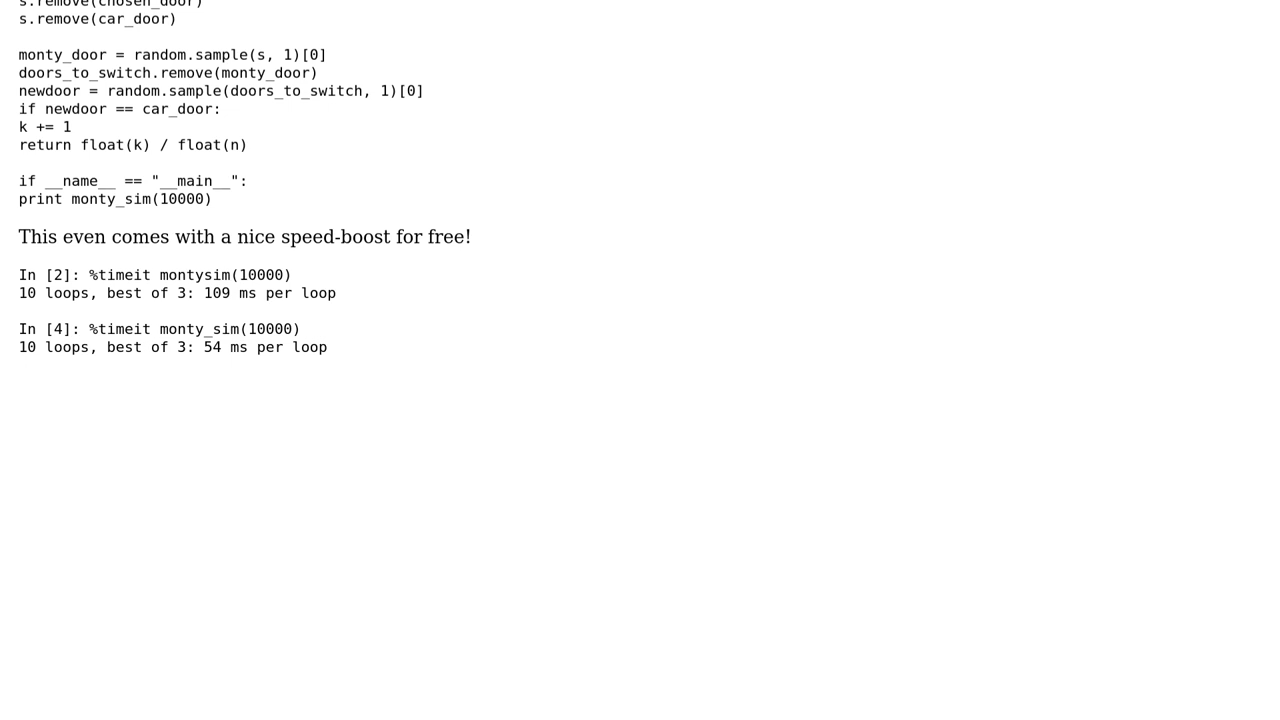 s.remove(chosen_door)
s.remove(car_door)
monty_door = random.sample(s, 1)[0]
doors_to_switch.remove(monty_door)
newdoor = random.sample(doors_to_switch, 1)[0]
if newdoor == car_door:
k += 1
return float(k) / float(n)
if __name__ == "__main__":
print monty_sim(10000)
This even comes with a nice speed-boost for free!
In [2]: %timeit montysim(10000)
10 loops, best of 3: 109 ms per loop
In [4]: %timeit monty_sim(10000)
10 loops, best of 3: 54 ms per loop